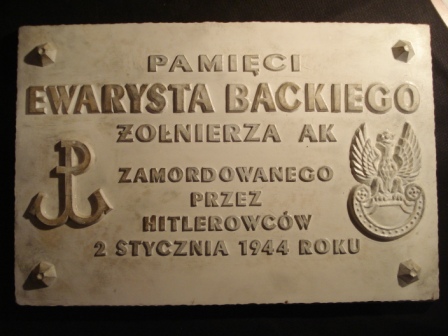 PAMIĘCI
EWARYSTA BACKIEGO
ŻOŁNIERZA AK
ZAMORDOWANEGO
PRZEZ
HITLEROWCÓW
2 STYCZNIA 1944 ROKU